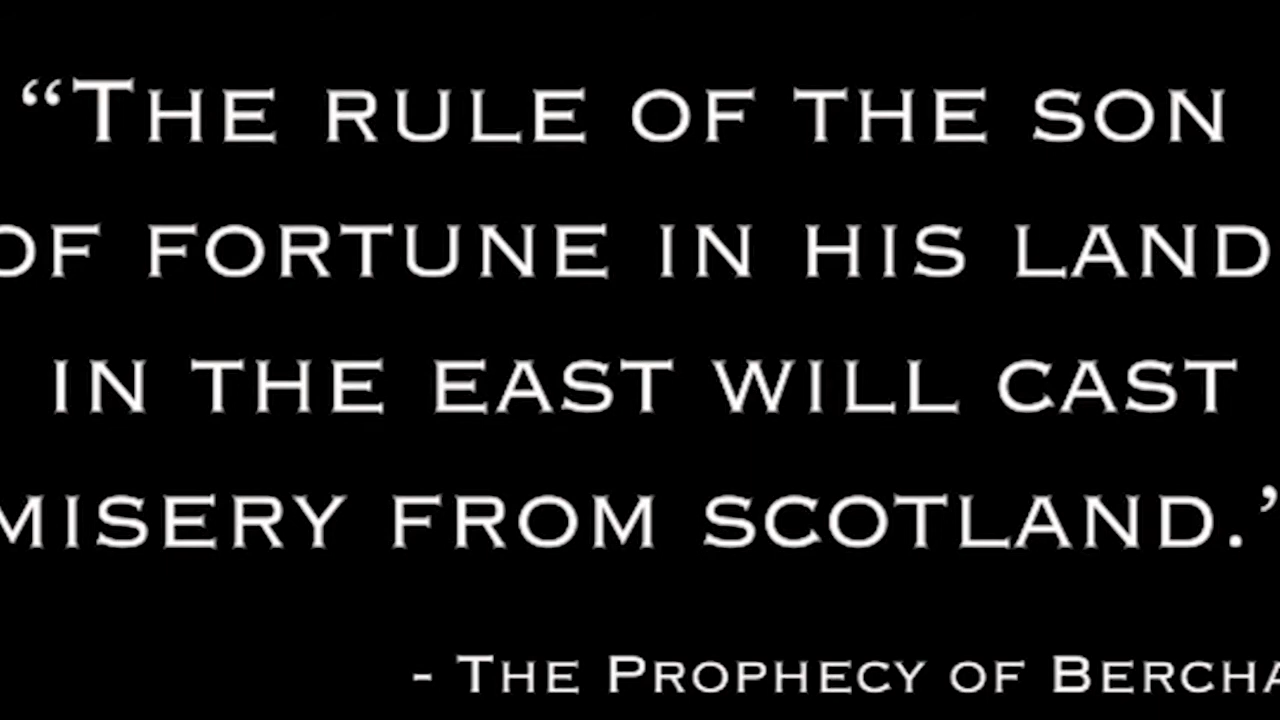 “THE RULE OF THE SON
OF FORTUNE IN HIS LAND
IN THE EAST WILL CAST
MISERY FROM SCOTLAND.’
- THE PROPHECY OF